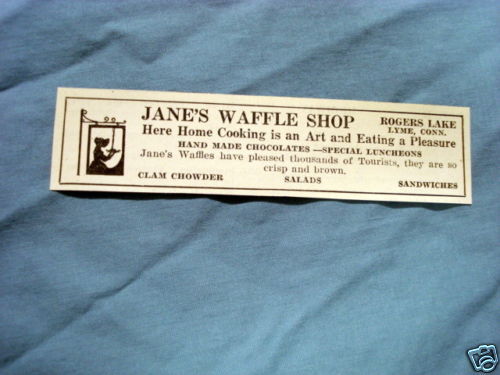 JANE'S WAFFLE SHOP
ROGERS LAKE
LYME, CONN.
Here Home Cooking is an Art and Eating a Pleasure
HAND MADE CHOCOLATES—SPECIAL LUNCHEONS
Jane's Waffles have pleased thousands of Tourists, they are so
crisp and brown.
CLAM CHOWDER SALADS SANDWICHES